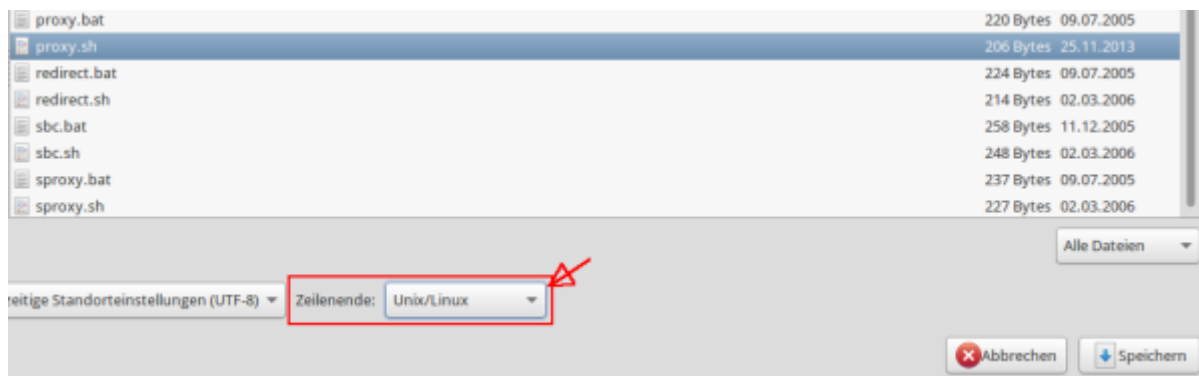 proxy.bat 220 Bytes 09.07.2005
proxy.sh 206 Bytes 25.11.2013
redirect.bat 224 Bytes 09.07.2005
redirect.sh 214 Bytes 02.03.2006
sbc.bat 258 Bytes 11.12.2005
sbc.sh 248 Bytes 02.03.2006
sproxy.bat 237 Bytes 09.07.2005
sproxy.sh 227 Bytes 02.03.2006
Alle Dateien
zeitige Standorteinstellungen (UTF-8) Zeilenende: Unix/Linux
Abbrechen Speichern